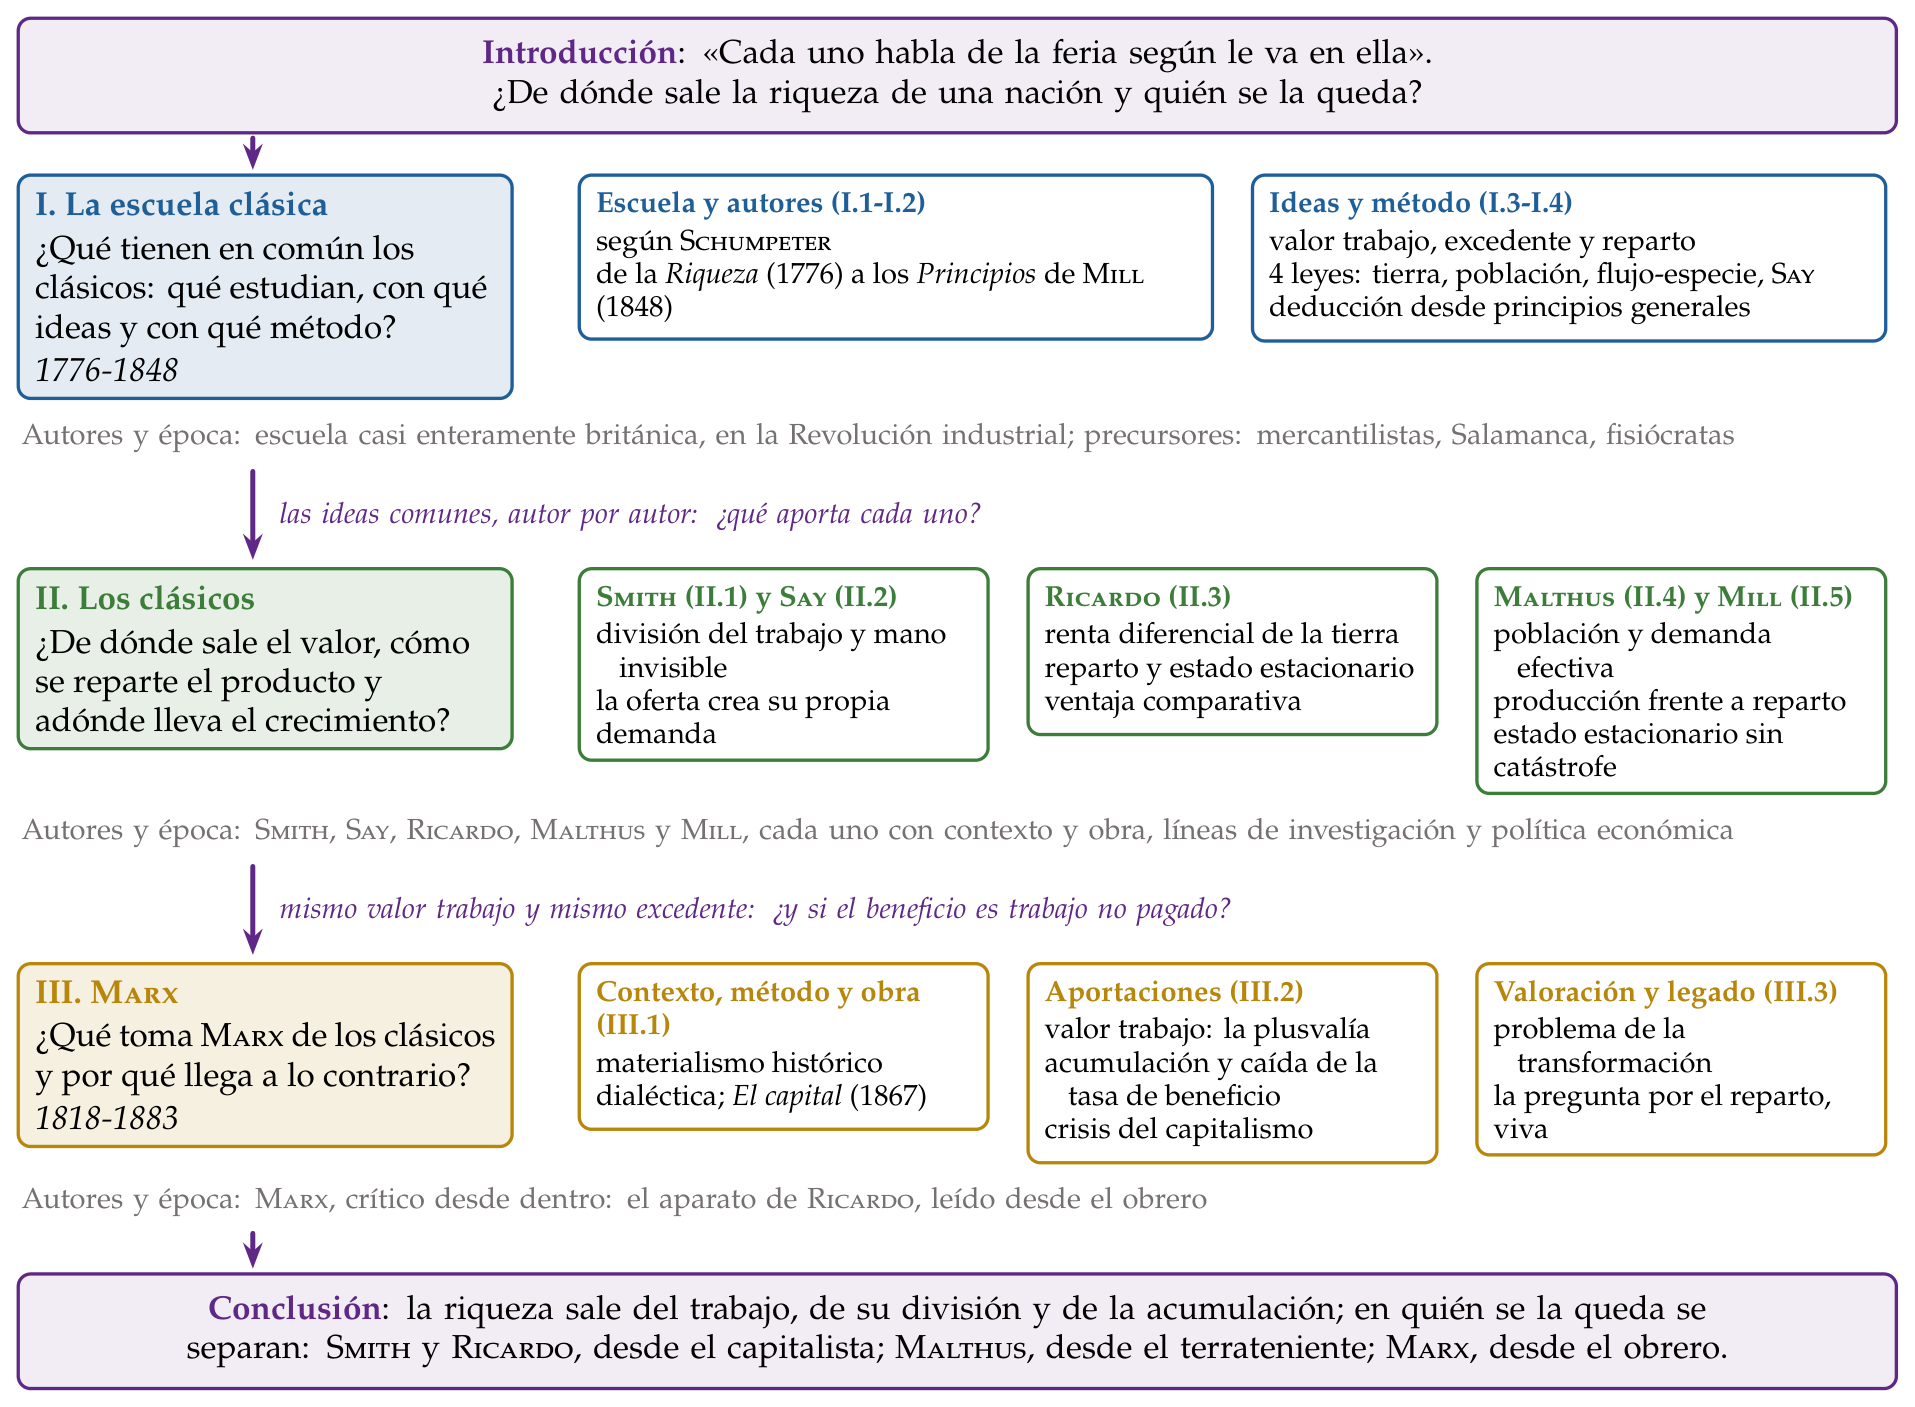 Introducción: «Cada uno habla de la feria según le va en ella».
¿De dónde sale la riqueza de una nación y quién se la queda?
I. La escuela clásica
¿Qué tienen en común los
clásicos: qué estudian, con qué
ideas y con qué método?
1776-1848
Escuela y autores (I.1-I.2)
según Schumpeter
de la Riqueza (1776) a los Principios de Mill
(1848)
Ideas y método (I.3-I.4)
valor trabajo, excedente y reparto
4 leyes: tierra, población, flujo-especie, Say
deducción desde principios generales
Autores y época: escuela casi enteramente británica, en la Revolución industrial; precursores: mercantilistas, Salamanca, fisiócratas
las ideas comunes, autor por autor: ¿qué aporta cada uno?
II. Los clásicos
¿De dónde sale el valor, cómo
se reparte el producto y
adónde lleva el crecimiento?
Smith (II.1) y Say (II.2)
división del trabajo y mano
invisible
la oferta crea su propia
demanda
Ricardo (II.3)
renta diferencial de la tierra
reparto y estado estacionario
ventaja comparativa
Malthus (II.4) y Mill (II.5)
población y demanda
efectiva
producción frente a reparto
estado estacionario sin
catástrofe
Autores y época: Smith, Say, Ricardo, Malthus y Mill, cada uno con contexto y obra, líneas de investigación y política económica
mismo valor trabajo y mismo excedente: ¿y si el beneficio es trabajo no pagado?
III. Marx
¿Qué toma Marx de los clásicos
y por qué llega a lo contrario?
1818-1883
Contexto, método y obra
(III.1)
materialismo histórico
dialéctica; El capital (1867)
Aportaciones (III.2)
valor trabajo: la plusvalía
acumulación y caída de la
tasa de beneficio
crisis del capitalismo
Valoración y legado (III.3)
problema de la
transformación
la pregunta por el reparto,
viva
Autores y época: Marx, crítico desde dentro: el aparato de Ricardo, leído desde el obrero
Conclusión: la riqueza sale del trabajo, de su división y de la acumulación; en quién se la queda se
separan: Smith y Ricardo, desde el capitalista; Malthus, desde el terrateniente; Marx, desde el obrero.